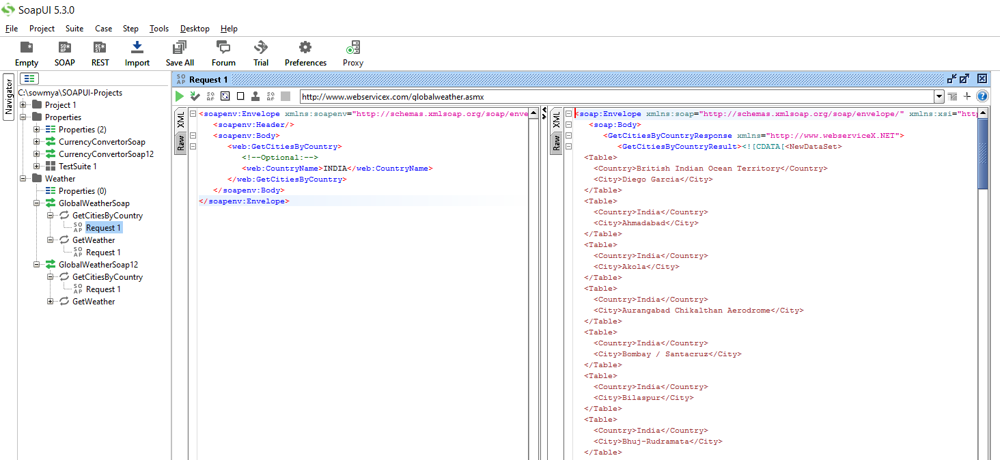 SoapUI 5.3.0
File Project Suite Case Step Tools Desktop Help
Empty SOAP REST Import Save All Forum Trial Preferences Proxy
Navigator
C:\sowmya\SOAPUI-Projects
Project 1
Properties
Properties (2)
CurrencyConvertorSoap
CurrencyConvertorSoap12
TestSuite 1
Weather
Properties (0)
GlobalWeatherSoap
GetCitiesByCountry
SOAP Request 1
GetWeather
SOAP Request 1
GlobalWeatherSoap12
GetCitiesByCountry
SOAP Request 1
GetWeather
SOAP Request 1
http://www.webservicex.com/globalweather.asmx
XML
Raw
<soapenv:Envelope xmlns:soapenv="http://schemas.xmlsoap.org/soap/enve
<soapenv:Header/>
<soapenv:Body>
<web:GetCitiesByCountry>
<!--Optional:-->
<web:CountryName>INDIA</web:CountryName>
</web:GetCitiesByCountry>
</soapenv:Body>
</soapenv:Envelope>
XML
Raw
<soap:Envelope xmlns:soap="http://schemas.xmlsoap.org/soap/envelope/" xmlns:xsi="htt
<soap:Body>
<GetCitiesByCountryResponse xmlns="http://www.webserviceX.NET">
<GetCitiesByCountryResult><![CDATA[<NewDataSet>
<Table>
<Country>British Indian Ocean Territory</Country>
<City>Diego Garcia</City>
</Table>
<Table>
<Country>India</Country>
<City>Ahmadabad</City>
</Table>
<Table>
<Country>India</Country>
<City>Akola</City>
</Table>
<Table>
<Country>India</Country>
<City>Aurangabad Chikalthan Aerodrome</City>
</Table>
<Table>
<Country>India</Country>
<City>Bombay / Santacruz</City>
</Table>
<Table>
<Country>India</Country>
<City>Bilaspur</City>
</Table>
<Table>
<Country>India</Country>
<City>Bhuj-Rudramata</City>
</Table>